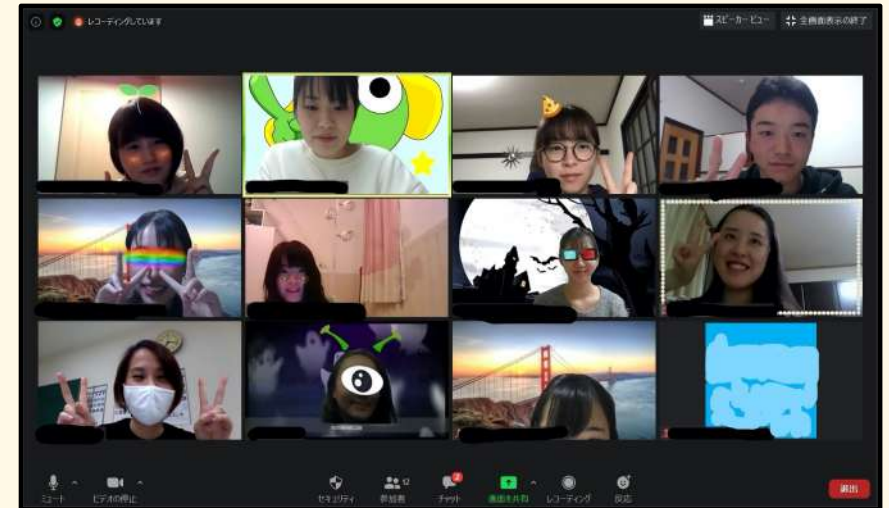 レコーディングしています
スピーカー ビュー
全画面表示の終了
ミュート
ビデオの停止
セキュリティ
参加者
12
チャット
2
画面を共有
レコーディング
反応
退出